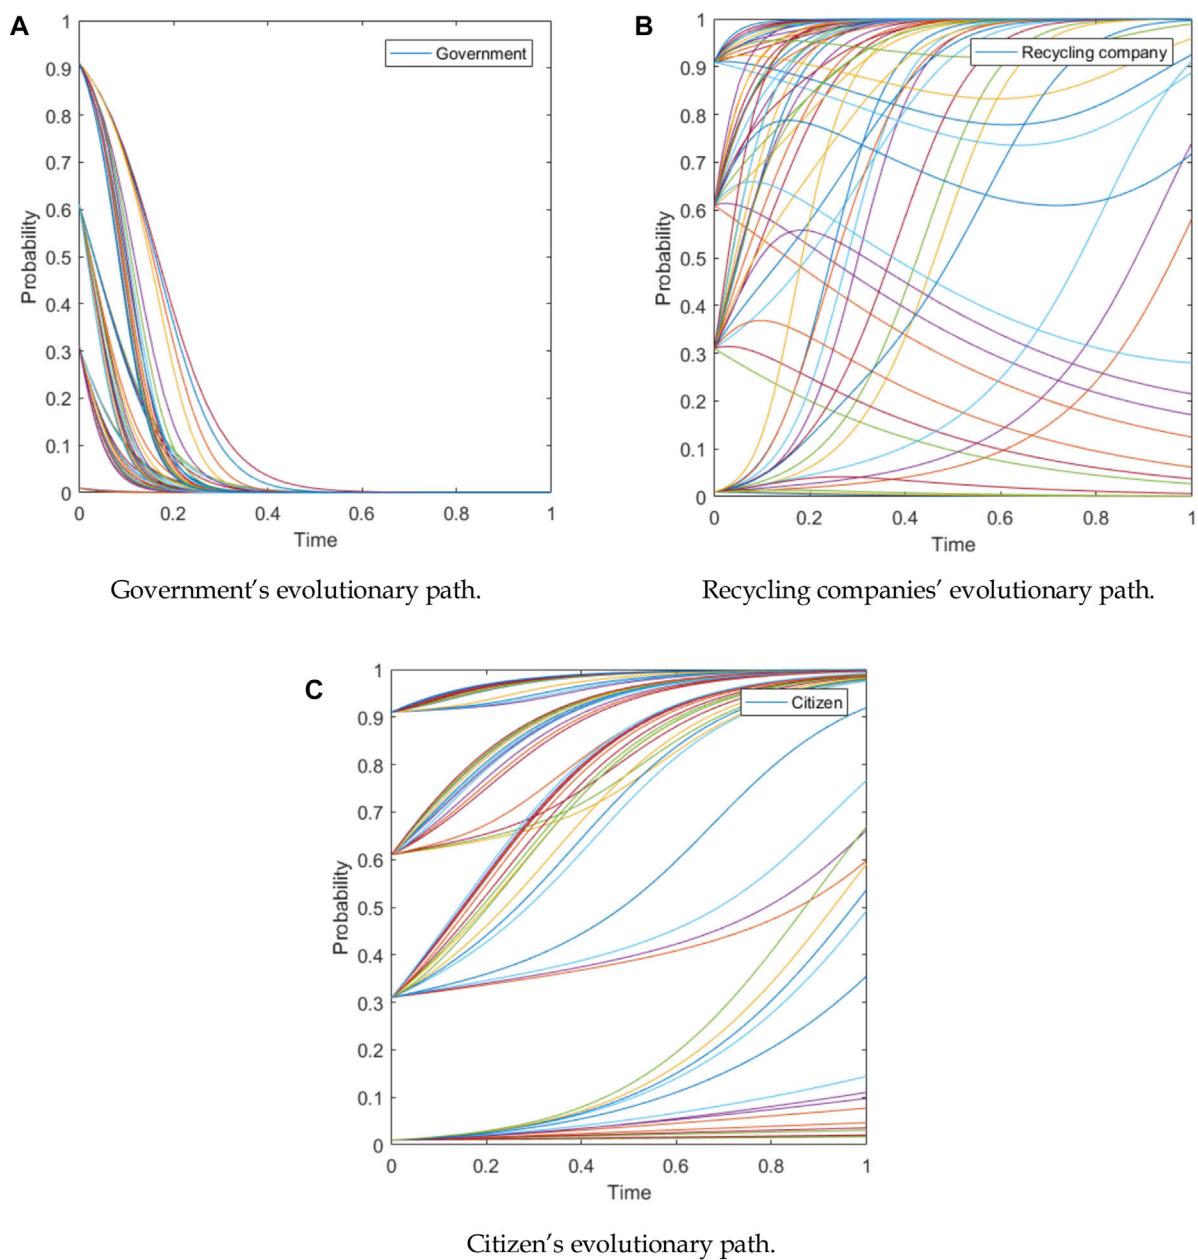 A
1
0.9
0.8
0.7
0.6
0.5
0.4
0.3
0.2
0.1
0
Probability
Government
0 0.2 0.4 0.6 0.8 1
Time
Government's evolutionary path.
B
1
0.9
0.8
0.7
0.6
0.5
0.4
0.3
0.2
0.1
0
Probability
Recycling company
0 0.2 0.4 0.6 0.8 1
Time
Recycling companies' evolutionary path.
C
1
0.9
0.8
0.7
0.6
0.5
0.4
0.3
0.2
0.1
0
Probability
Citizen
0 0.2 0.4 0.6 0.8 1
Time
Citizen's evolutionary path.